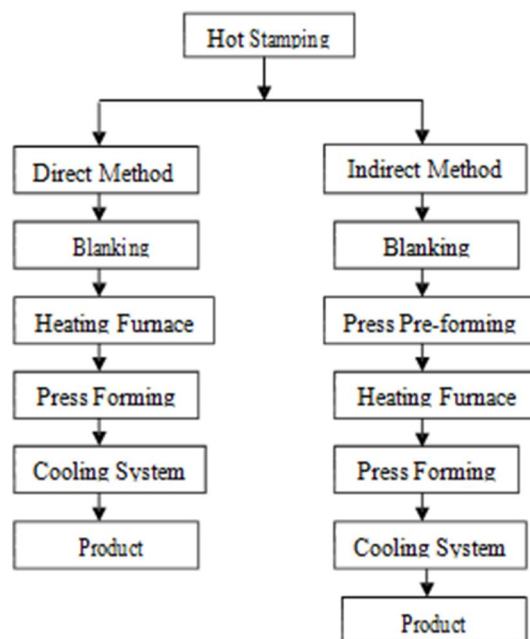 Hot Stamping
Direct Method
Blanking
Heating Furnace
Press Forming
Cooling System
Product
Indirect Method
Blanking
Press Pre-forming
Heating Furnace
Press Forming
Cooling System
Product